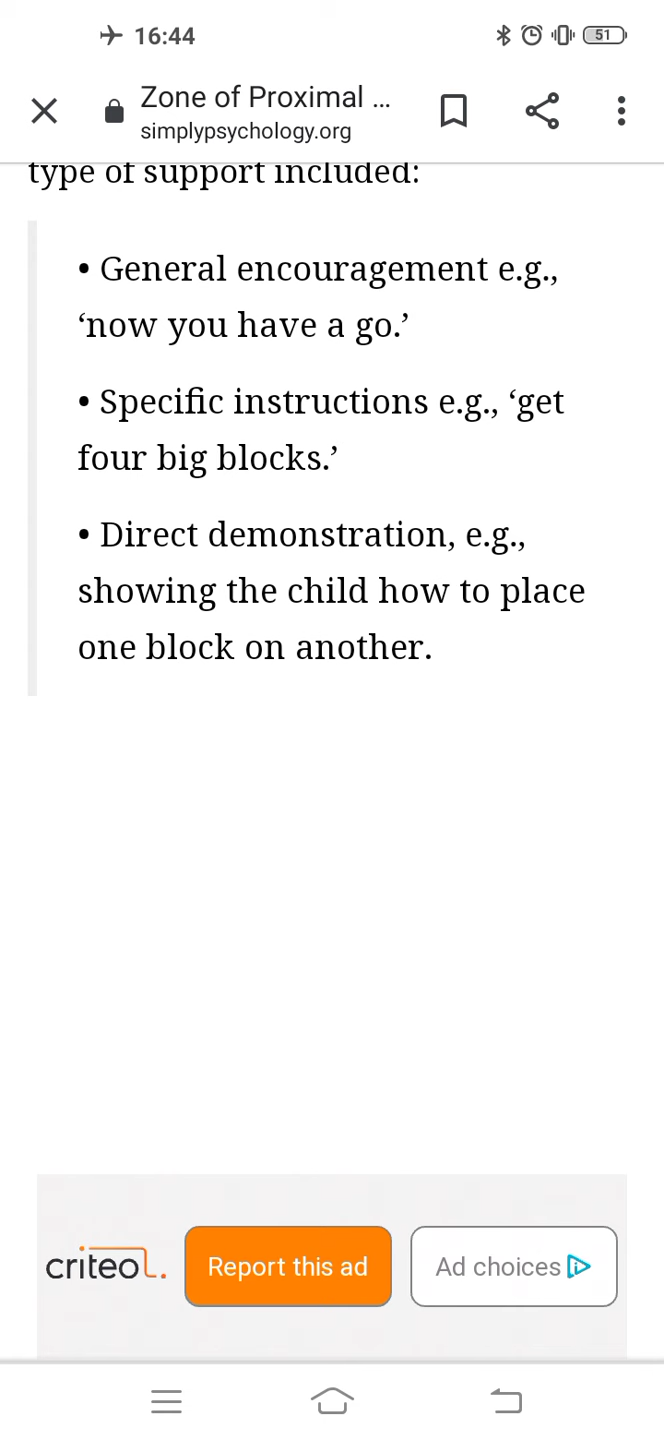 16:44
51
Zone of Proximal ...
simplypsychology.org
type of support included:
• General encouragement e.g.,
‘now you have a go.’
• Specific instructions e.g., ‘get
four big blocks.’
• Direct demonstration, e.g.,
showing the child how to place
one block on another.
criteol.
Report this ad
Ad choices